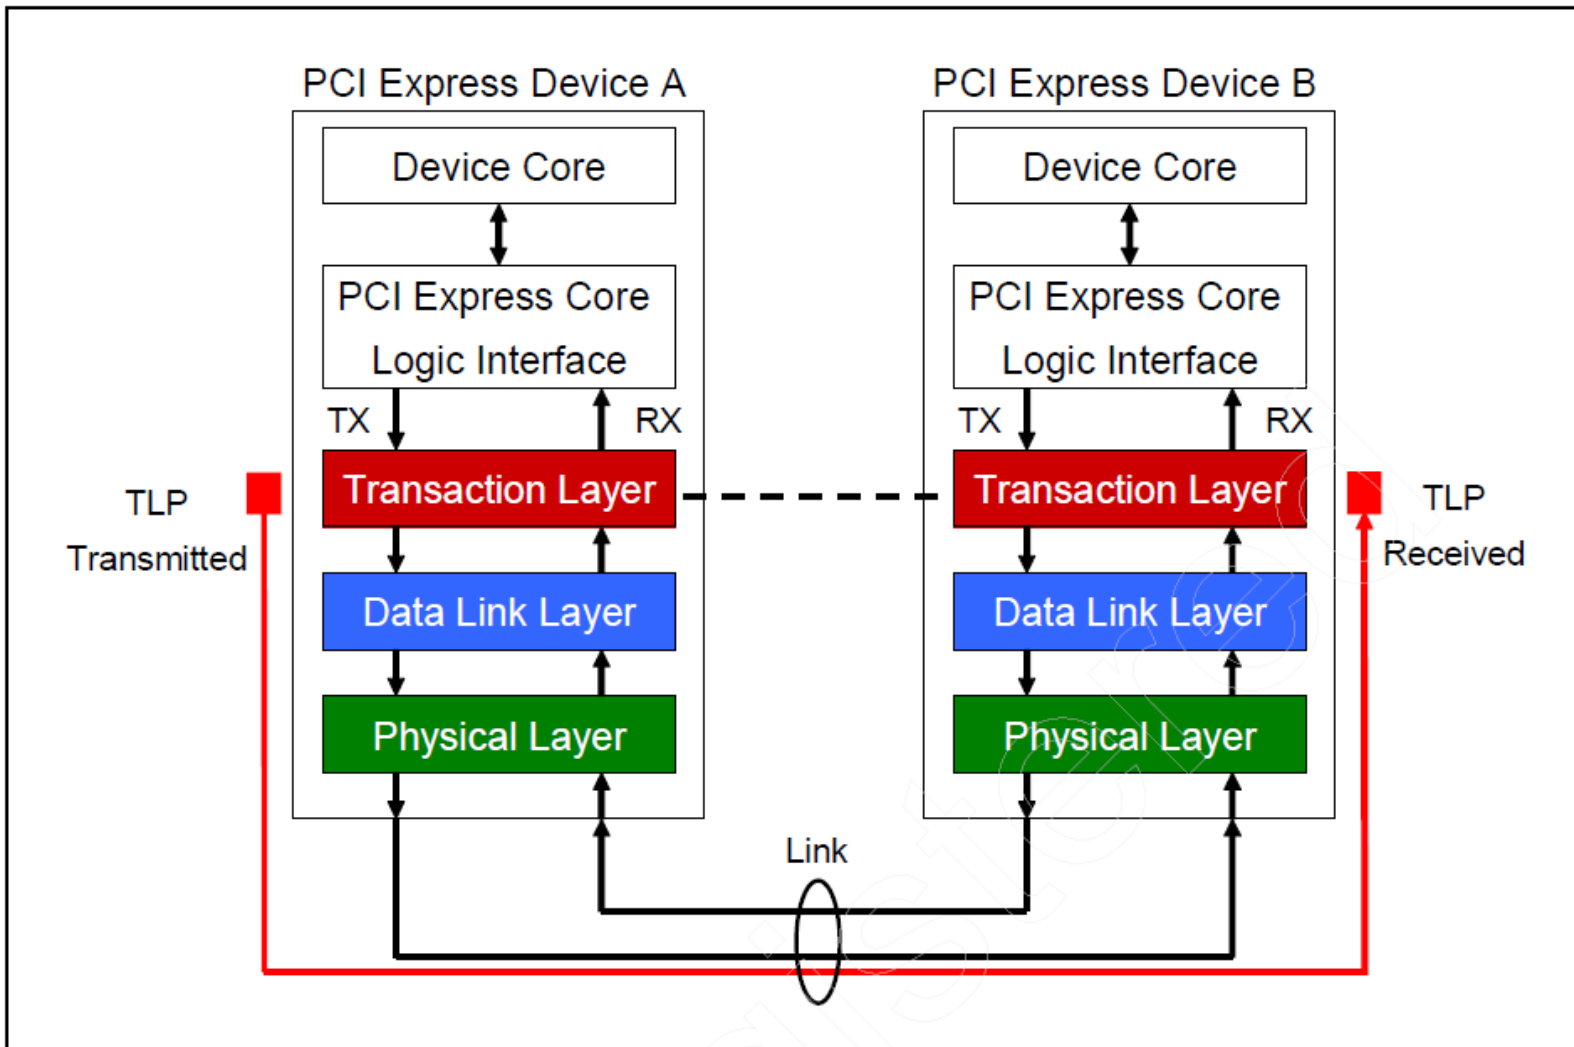 PCI Express Device A
PCI Express Device B
Device Core
Device Core
PCI Express Core
Logic Interface
PCI Express Core
Logic Interface
TX
RX
TX
RX
TLP
Transmitted
Transaction Layer
Transaction Layer
TLP
Received
Data Link Layer
Data Link Layer
Physical Layer
Physical Layer
Link